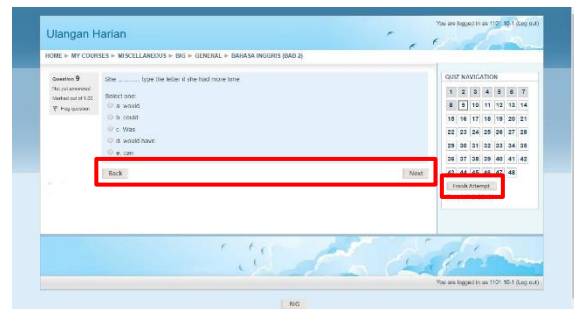 You are logged in as 1101 10-1 (Log out)
Ulangan Harian
HOME ► MY COURSES ► MISCELLANEOUS ► BIG ► GENERAL ► BAHASA INGGRIS (BAB 2)
Question 9
Not yet answered
Marked out of 1.00
Flag question
She ............ type the letter if she had more time
Select one:
a. would
b. could
c. Was
d. would have
e. can
Back
Next
QUIZ NAVIGATION
1 2 3 4 5 6 7
8 9 10 11 12 13 14
15 16 17 18 19 20 21
22 23 24 25 26 27 28
29 30 31 32 33 34 35
36 37 38 39 40 41 42
43 44 45 46 47 48
Finish Attempt
You are logged in as 1101 10-1 (Log out)
BIG